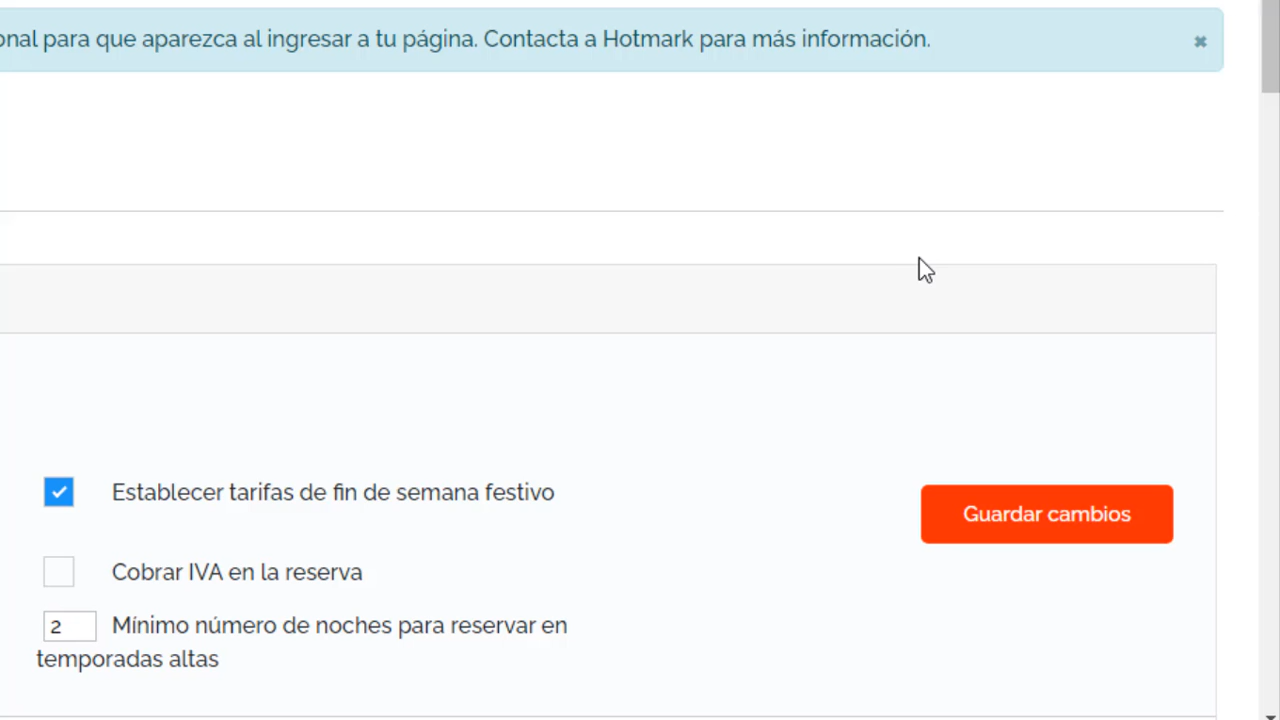 para que aparezca al ingresar a tu página. Contacta a Hotmark para más información.
Establecer tarifas de fin de semana festivo
Guardar cambios
Cobrar IVA en la reserva
2 Mínimo número de noches para reservar en
temporadas altas